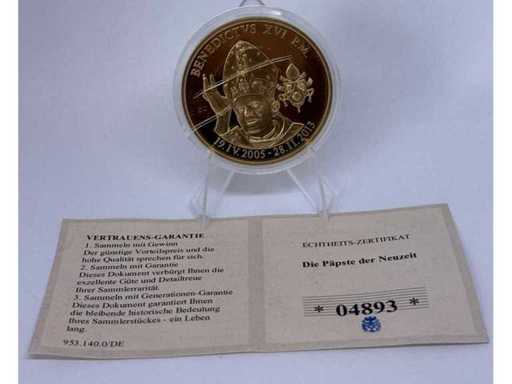 BENEDICTVS XVI P.M.
19.IV.2005 - 28.II.2013
VERTRAUENS-GARANTIE
1. Sammeln mit Gewinn
Der günstige Vorteilspreis und die
hohe Qualität sprechen für sich.
2. Sammeln mit Garantie
Dieses Dokument verbürgt Ihnen die
exzellente Güte und Detailtreue
Ihrer Sammlerrarität.
3. Sammeln mit Generationen-Garantie
Dieses Dokument garantiert Ihnen
die bleibende historische Bedeutung
Ihres Sammlerstückes - ein Leben
lang.
953.140.0/DE
ECHTHEITS-ZERTIFIKAT
Die Päpste der Neuzeit
* 04893 *